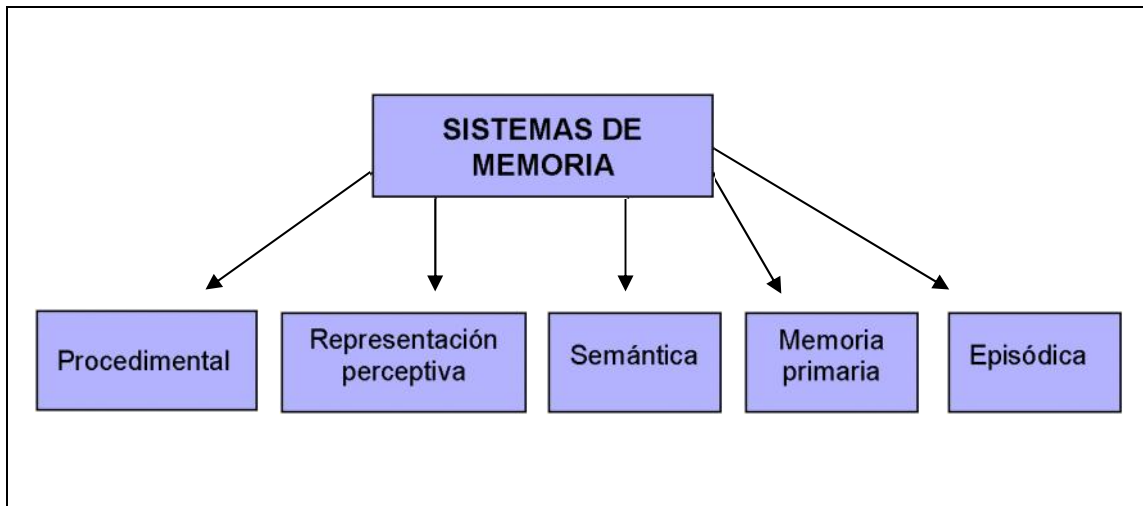 SISTEMAS DE
MEMORIA
Procedimental
Representación
perceptiva
Semántica
Memoria
primaria
Episódica